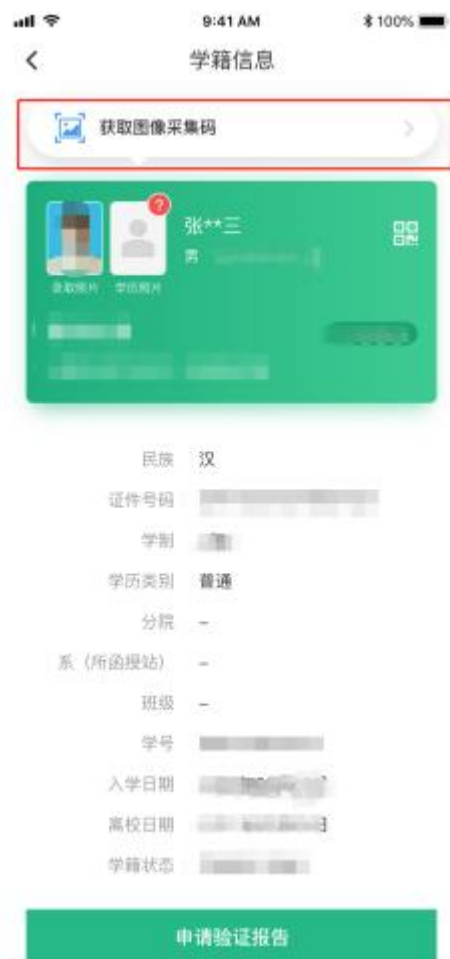 9:41 AM
100%
学籍信息
获取图像采集码
?
张**三
男
录取照片 学历照片
民族 汉
证件号码
学制
学历类别 普通
分院 -
系（所函授站） -
班级 -
学号
入学日期
离校日期
学籍状态
申请验证报告